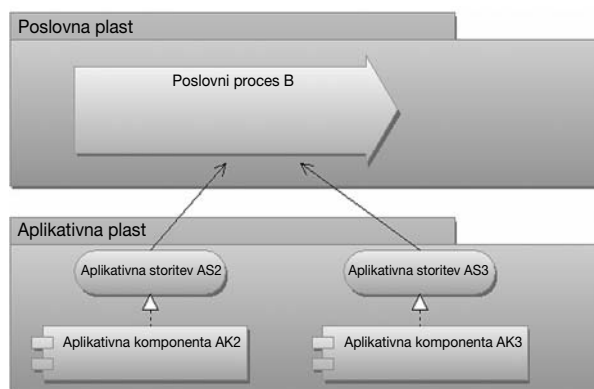 Poslovna plast
Poslovni proces B
Aplikativna plast
Aplikativna storitev AS2
Aplikativna storitev AS3
Aplikativna komponenta AK2
Aplikativna komponenta AK3